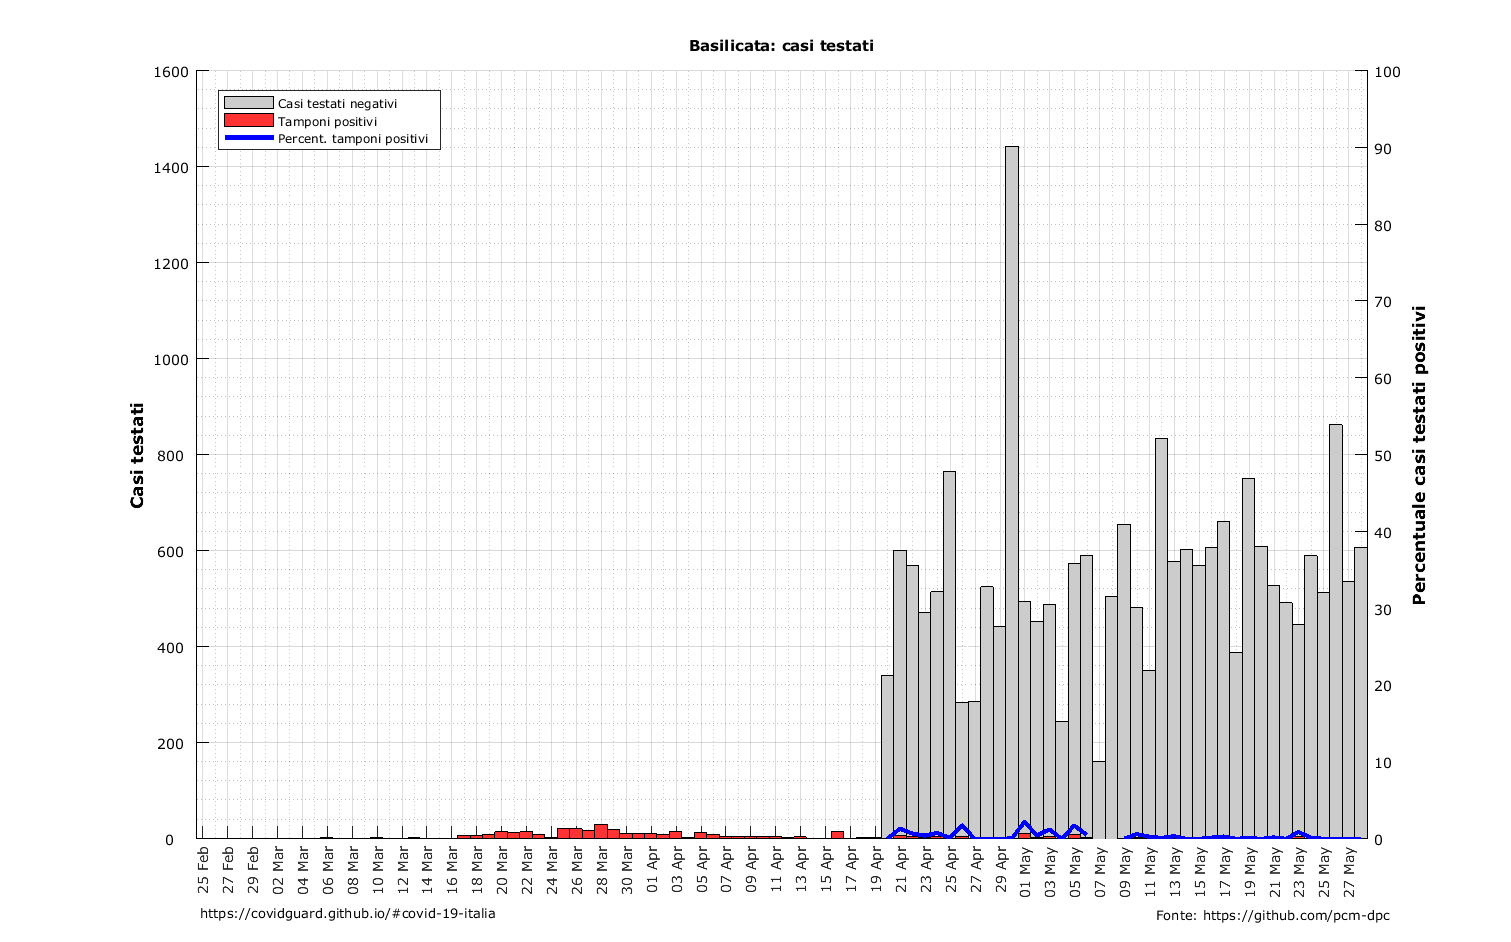 Basilicata: casi testati
Casi testati negativi
Tamponi positivi
Percent. tamponi positivi
Casi testati
1600
1400
1200
1000
800
600
400
200
0
100
90
80
70
60
50
40
30
20
10
0
Percentuale casi testati positivi
25 Feb
27 Feb
29 Feb
02 Mar
04 Mar
06 Mar
08 Mar
10 Mar
12 Mar
14 Mar
16 Mar
18 Mar
20 Mar
22 Mar
24 Mar
26 Mar
28 Mar
30 Mar
01 Apr
03 Apr
05 Apr
07 Apr
09 Apr
11 Apr
13 Apr
15 Apr
17 Apr
19 Apr
21 Apr
23 Apr
25 Apr
27 Apr
29 Apr
01 May
03 May
05 May
07 May
09 May
11 May
13 May
15 May
17 May
19 May
21 May
23 May
25 May
27 May
https://covidguard.github.io/#covid-19-italia
Fonte: https://github.com/pcm-dpc